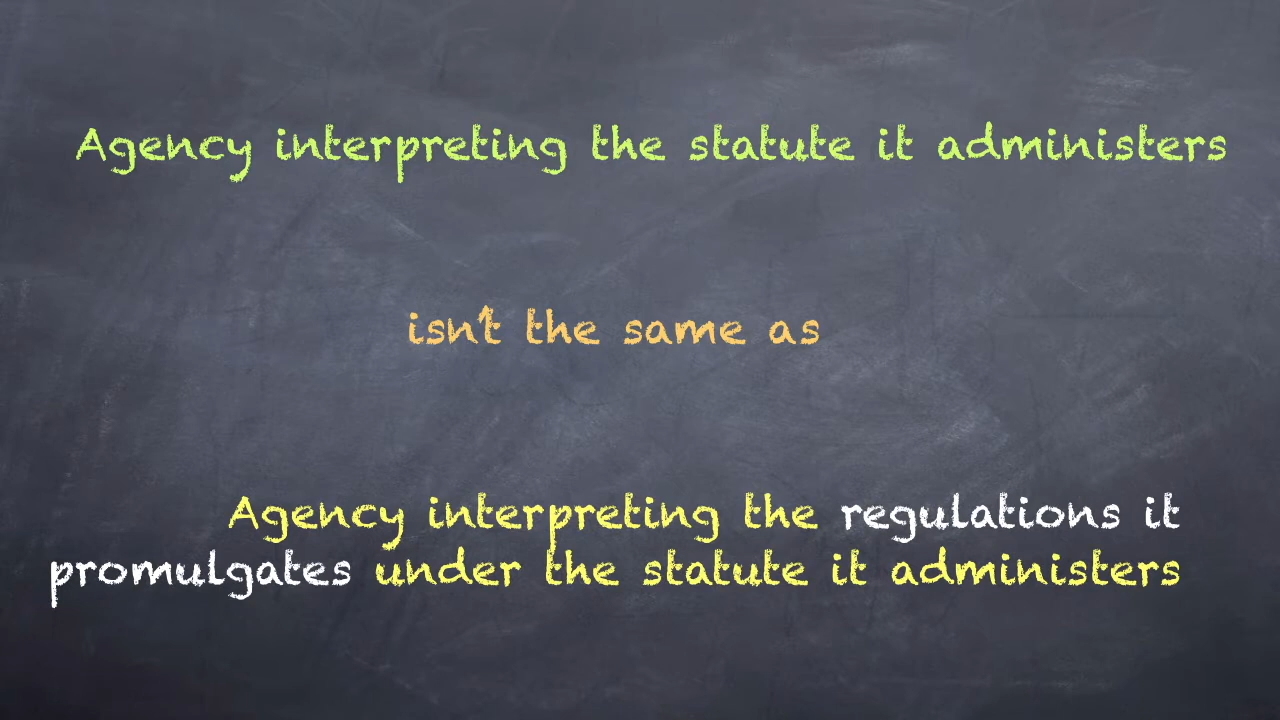 Agency interpreting the statute it administers
isn't the same as
Agency interpreting the regulations it
promulgates under the statute it administers